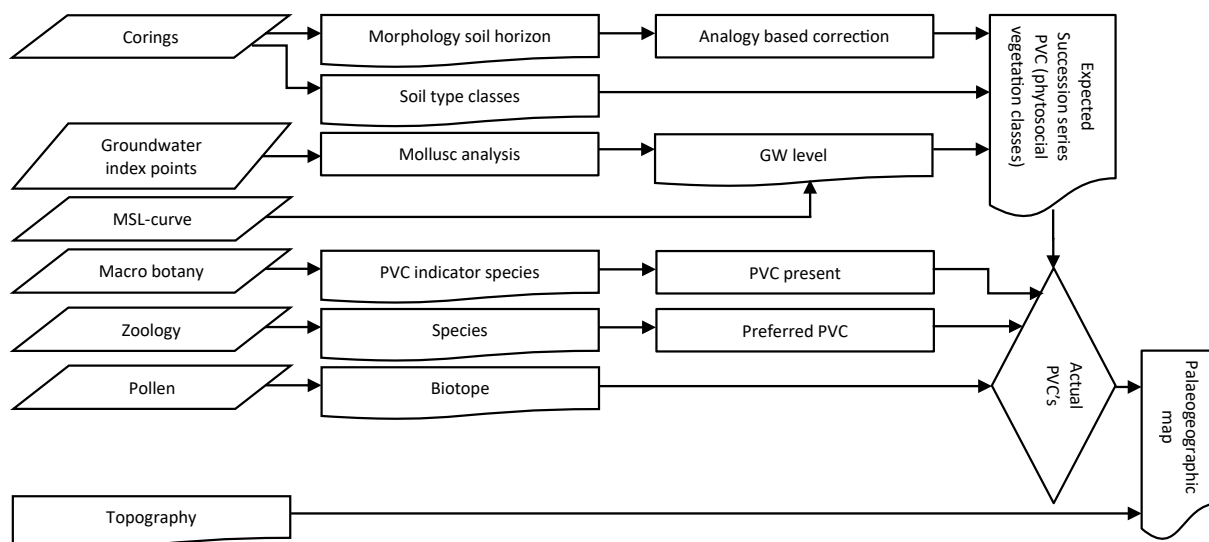 Corings
Morphology soil horizon
Analogy based correction
Expected
Succession series
PVC (phytosocial
vegetation classes)
Soil type classes
Groundwater
index points
Mollusc analysis
GW level
MSL-curve
Macro botany
PVC indicator species
PVC present
Zoology
Species
Preferred PVC
Pollen
Biotope
Actual
PVC's
Palaeogeographic
map
Topography